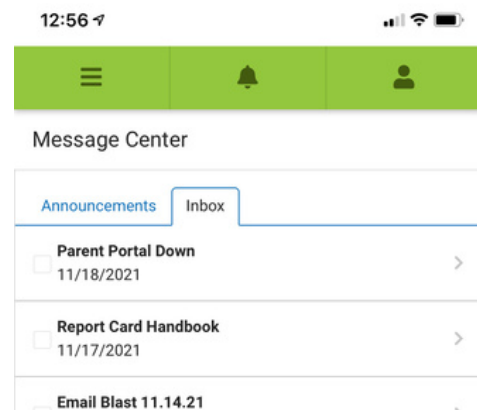 12:56
Message Center
Announcements Inbox
Parent Portal Down
11/18/2021
Report Card Handbook
11/17/2021
Email Blast 11.14.21